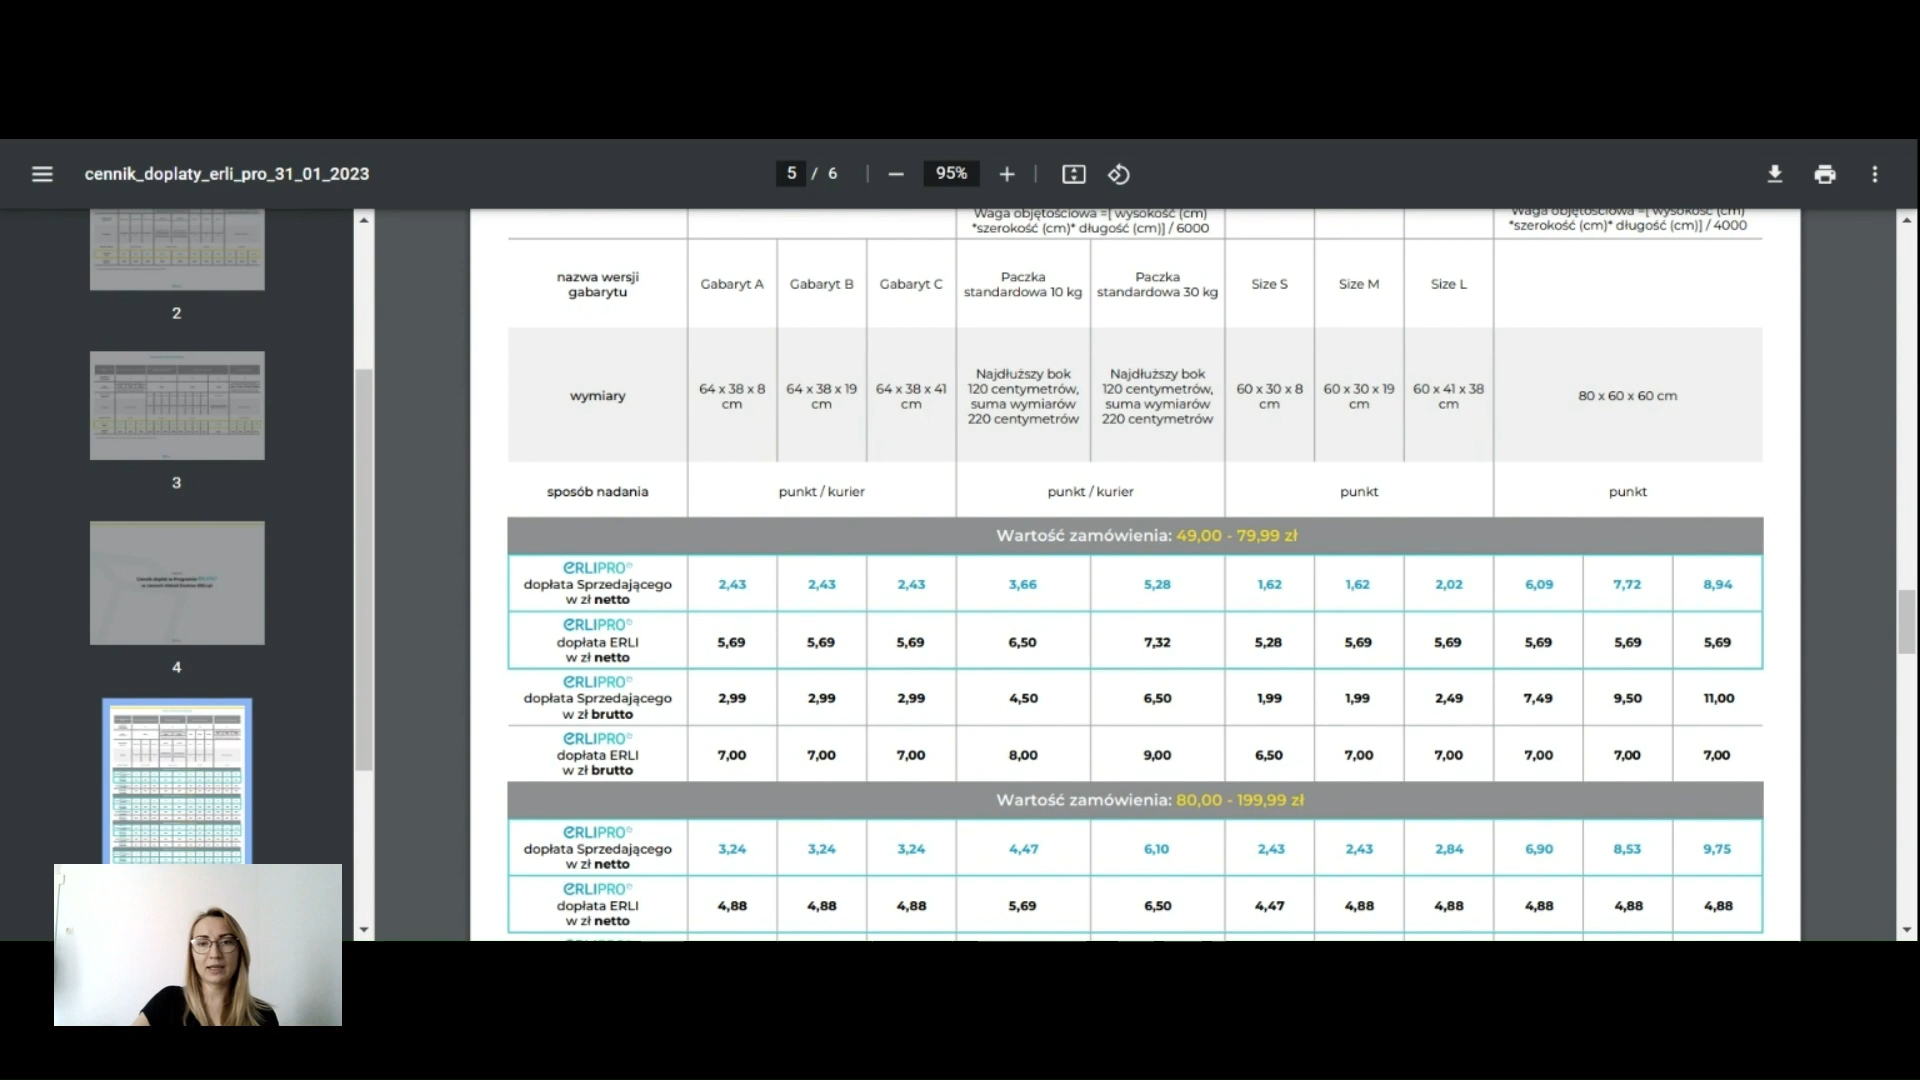 cennik_doplaty_erli_pro_31_01_2023
5 / 6
95%
2
3
4
Waga objętościowa =[ wysokość (cm)
*szerokość (cm)* długość (cm)] / 6000
Waga objętościowa =[ wysokość (cm)
*szerokość (cm)* długość (cm)] / 4000
nazwa wersji
gabarytu
Gabaryt A
Gabaryt B
Gabaryt C
Paczka
standardowa 10 kg
Paczka
standardowa 30 kg
Size S
Size M
Size L
wymiary
64 x 38 x 8
cm
64 x 38 x 19
cm
64 x 38 x 41
cm
Najdłuższy bok
120 centymetrów,
suma wymiarów
220 centymetrów
Najdłuższy bok
120 centymetrów,
suma wymiarów
220 centymetrów
60 x 30 x 8
cm
60 x 30 x 19
cm
60 x 41 x 38
cm
80 x 60 x 60 cm
sposób nadania
punkt / kurier
punkt / kurier
punkt
punkt
Wartość zamówienia: 49,00 - 79,99 zł
ERLIPRO
dopłata Sprzedającego
w zł netto
2,43 2,43 2,43 3,66 5,28 1,62 1,62 2,02 6,09 7,72 8,94
ERLIPRO
dopłata ERLI
w zł netto
5,69 5,69 5,69 6,50 7,32 5,28 5,69 5,69 5,69 5,69 5,69
ERLIPRO
dopłata Sprzedającego
w zł brutto
2,99 2,99 2,99 4,50 6,50 1,99 1,99 2,49 7,49 9,50 11,00
ERLIPRO
dopłata ERLI
w zł brutto
7,00 7,00 7,00 8,00 9,00 6,50 7,00 7,00 7,00 7,00 7,00
Wartość zamówienia: 80,00 - 199,99 zł
ERLIPRO
dopłata Sprzedającego
w zł netto
3,24 3,24 3,24 4,47 6,10 2,43 2,43 2,84 6,90 8,53 9,75
ERLIPRO
dopłata ERLI
w zł netto
4,88 4,88 4,88 5,69 6,50 4,47 4,88 4,88 4,88 4,88 4,88